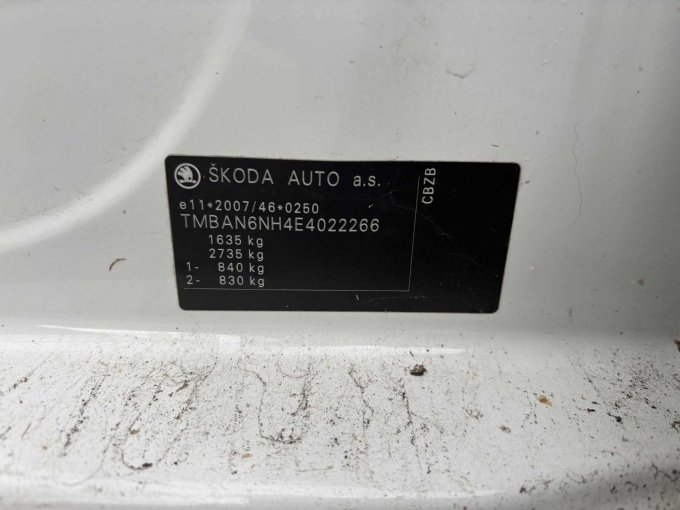 ŠKODA AUTO a.s.
e11*2007/46*0250
TMBAN6NH4E4022266
1635 kg
2735 kg
1- 840 kg
2- 830 kg
CBZB